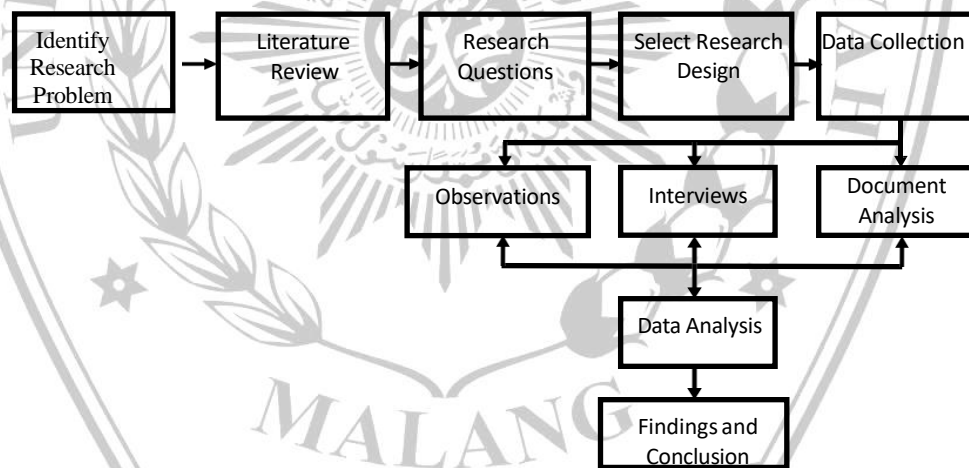 Identify
Research
Problem
Literature
Review
Research
Questions
Select Research
Design
Data Collection
Observations
Interviews
Document
Analysis
Data Analysis
Findings and
Conclusion
MALANG